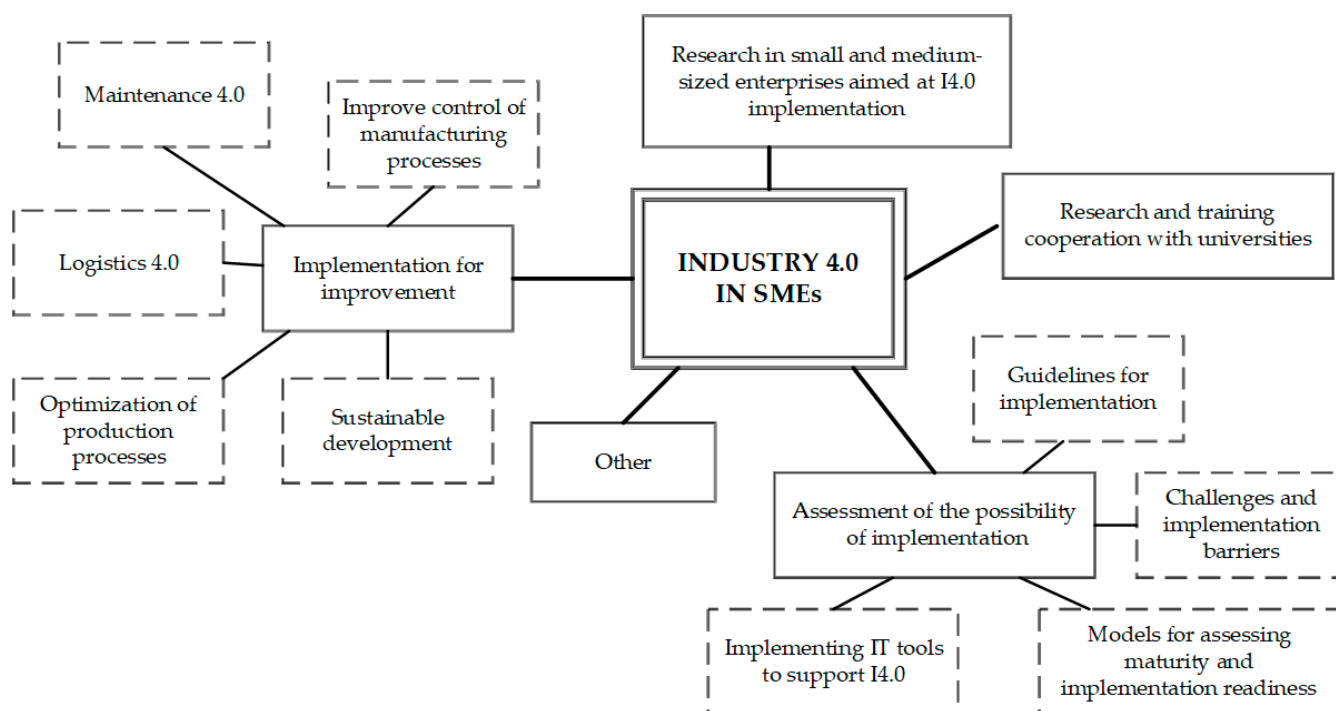 Research in small and medium-
sized enterprises aimed at I4.0
implementation
Maintenance 4.0
Improve control of
manufacturing
processes
Research and training
cooperation with universities
INDUSTRY 4.0
IN SMEs
Logistics 4.0
Implementation for
improvement
Guidelines for
implementation
Optimization of
production
processes
Sustainable
development
Other
Assessment of the possibility
of implementation
Challenges and
implementation
barriers
Implementing IT tools
to support I4.0
Models for assessing
maturity and
implementation readiness